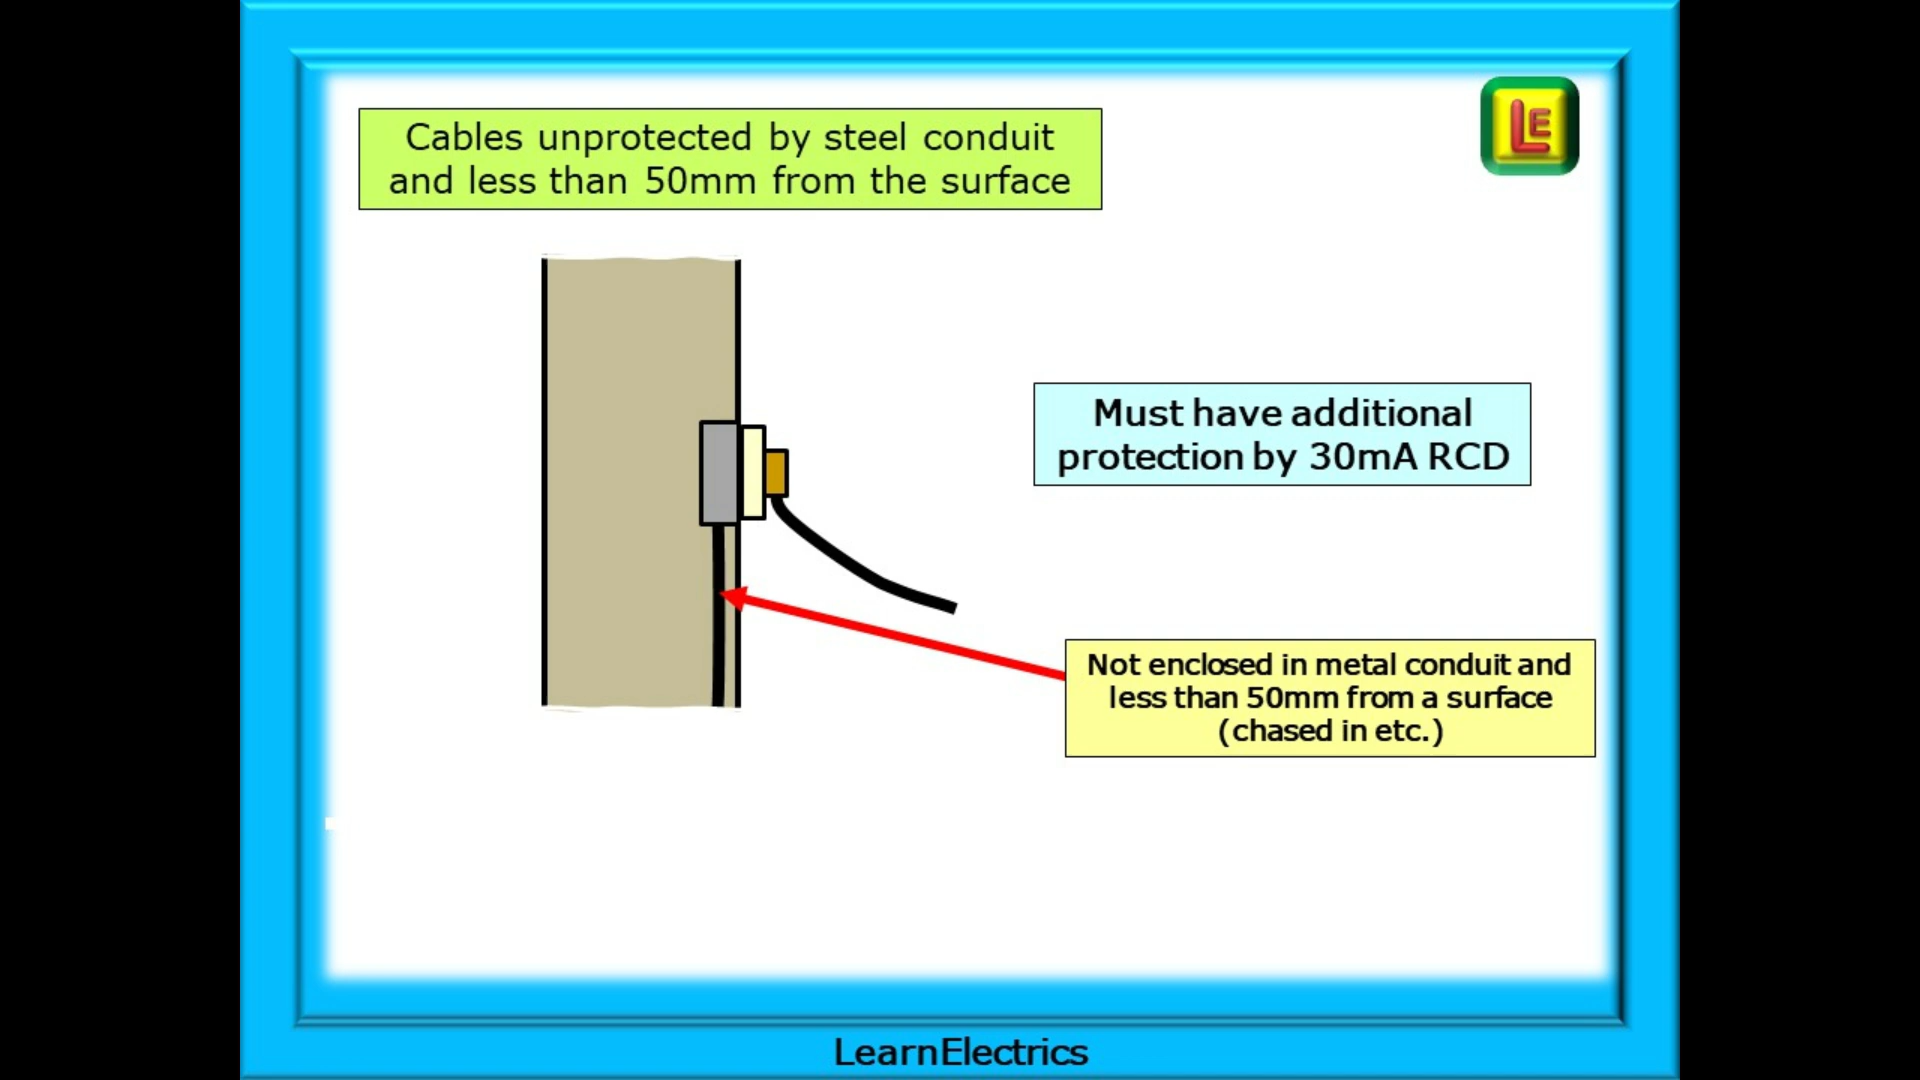 Cables unprotected by steel conduit
and less than 50mm from the surface
LE
Must have additional
protection by 30mA RCD
Not enclosed in metal conduit and
less than 50mm from a surface
(chased in etc.)
LearnElectrics